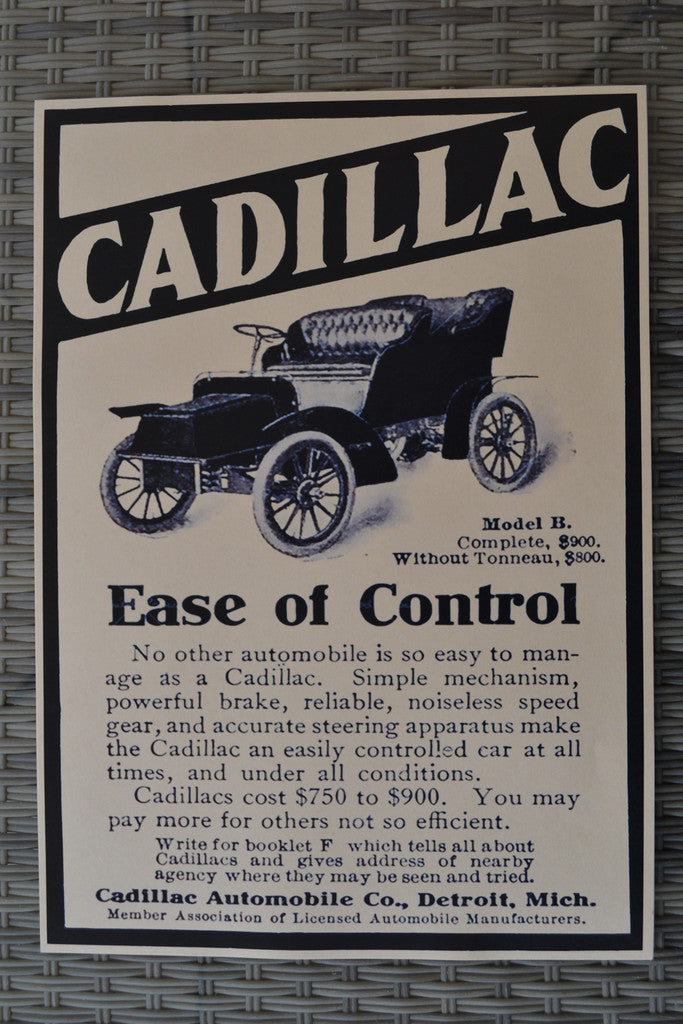 CADILLAC
Model B.
Complete, $900.
Without Tonneau, $800.
Ease of Control
No other automobile is so easy to man-
age as a Cadillac. Simple mechanism,
powerful brake, reliable, noiseless speed
gear, and accurate steering apparatus make
the Cadillac an easily controlled car at all
times, and under all conditions.
Cadillacs cost $750 to $900. You may
pay more for others not so efficient.
Write for booklet F which tells all about
Cadillacs and gives address of nearby
agency where they may be seen and tried.
Cadillac Automobile Co., Detroit, Mich.
Member Association of Licensed Automobile Manufacturers.